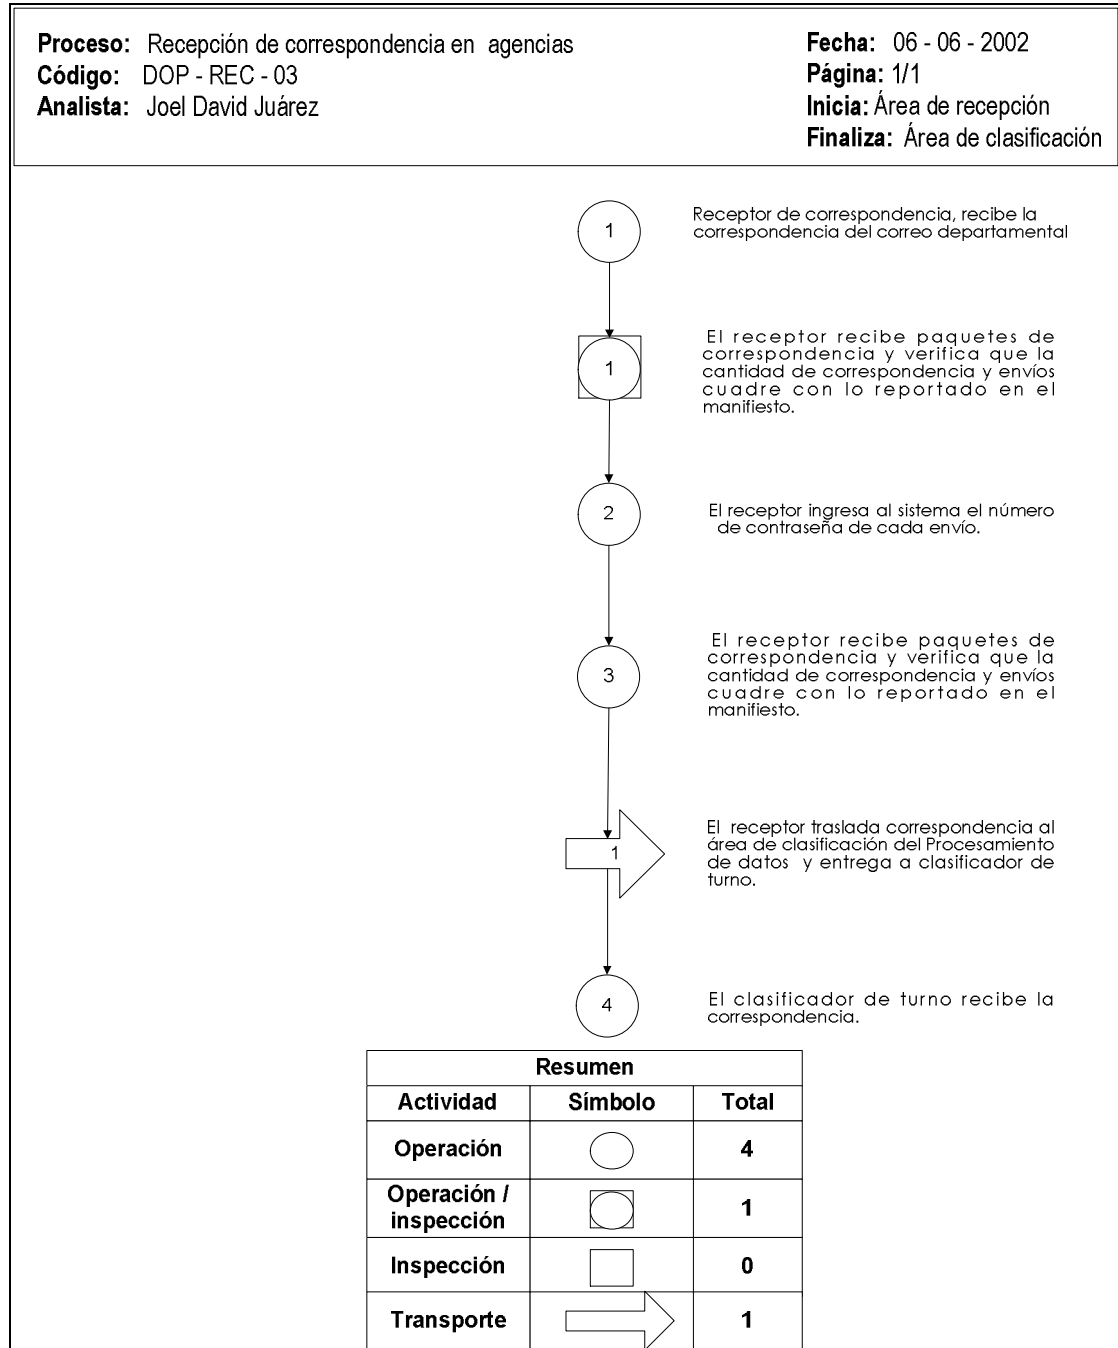 Proceso: Recepción de correspondencia en agencias
Código: DOP - REC - 03
Analista: Joel David Juárez
Fecha: 06 - 06 - 2002
Página: 1/1
Inicia: Área de recepción
Finaliza: Área de clasificación
1
Receptor de correspondencia, recibe la
correspondencia del correo departamental
1
El receptor recibe paquetes de
correspondencia y verifica que la
cantidad de correspondencia y envíos
cuadre con lo reportado en el
manifiesto.
2
El receptor ingresa al sistema el número
de contraseña de cada envío.
3
El receptor recibe paquetes de
correspondencia y verifica que la
cantidad de correspondencia y envíos
cuadre con lo reportado en el
manifiesto.
1
El receptor traslada correspondencia al
área de clasificación del Procesamiento
de datos y entrega a clasificador de
turno.
4
El clasificador de turno recibe la
correspondencia.
Resumen
Actividad Símbolo Total
Operación 4
Operación /
inspección 1
Inspección 0
Transporte 1